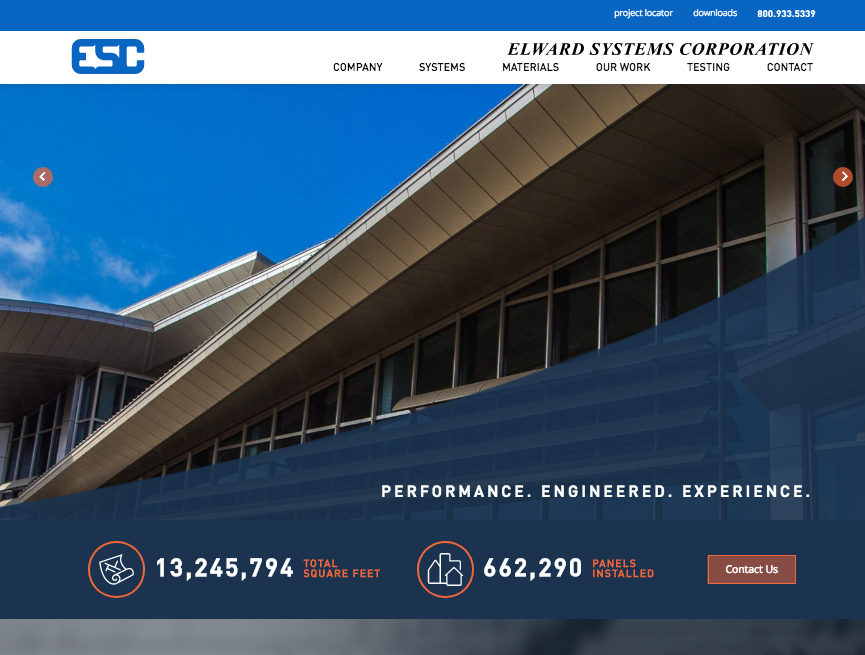 project locator downloads 800.933.5339
ESC
ELWARD SYSTEMS CORPORATION
COMPANY SYSTEMS MATERIALS OUR WORK TESTING CONTACT
PERFORMANCE. ENGINEERED. EXPERIENCE.
13,245,794 TOTAL
SQUARE FEET
662,290 PANELS
INSTALLED
Contact Us